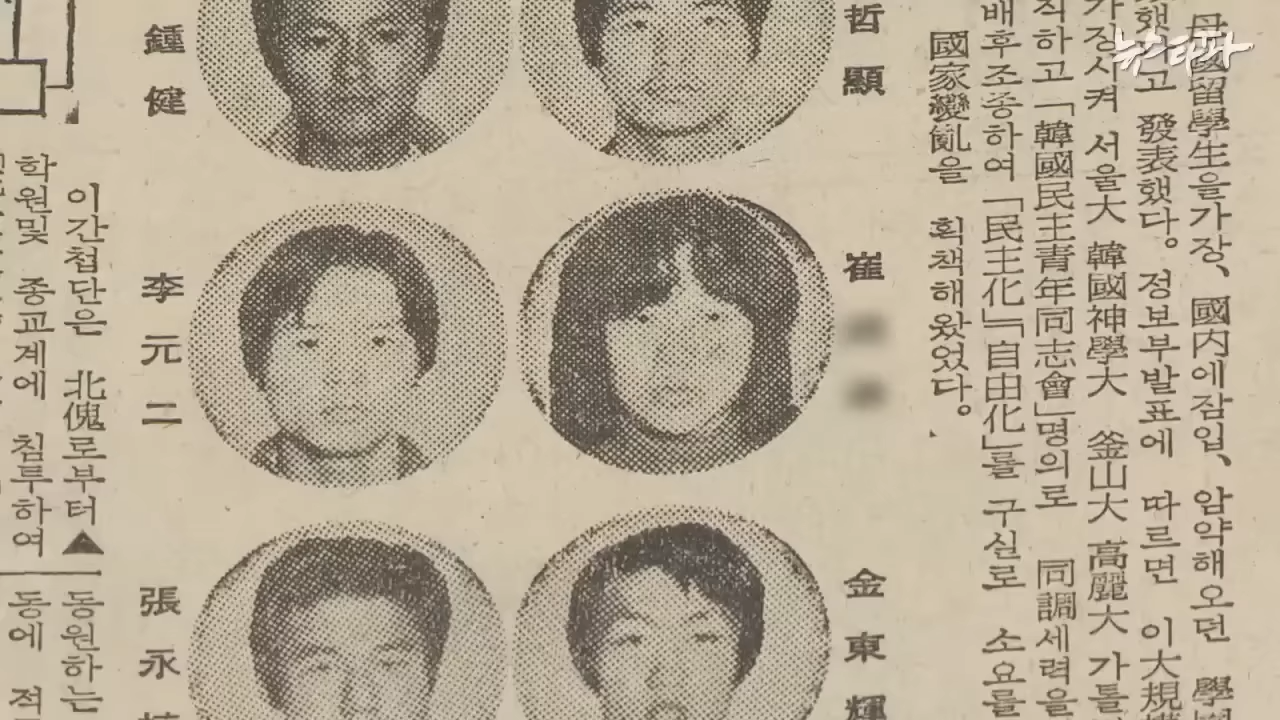 뉴스타파
母國留學生을가장、國內에잠입、암약해오던 學
했다고 發表했다。정보부발표에 따르면 이大規
가장시켜 서울大 韓國神學大 釜山大 高麗大 가톨
직하고「韓國民主青年同志會」명의로 同調세력을
배후조종하여「民主化」「自由化」를 구실로 소요를
國家變亂을 획책해왔었다。
哲顯
崔
金東輝
鍾健
李元二
張永
이간첩단은 北傀로부터▲
학원및 종교계에 침투하여
동원하는
동에 적